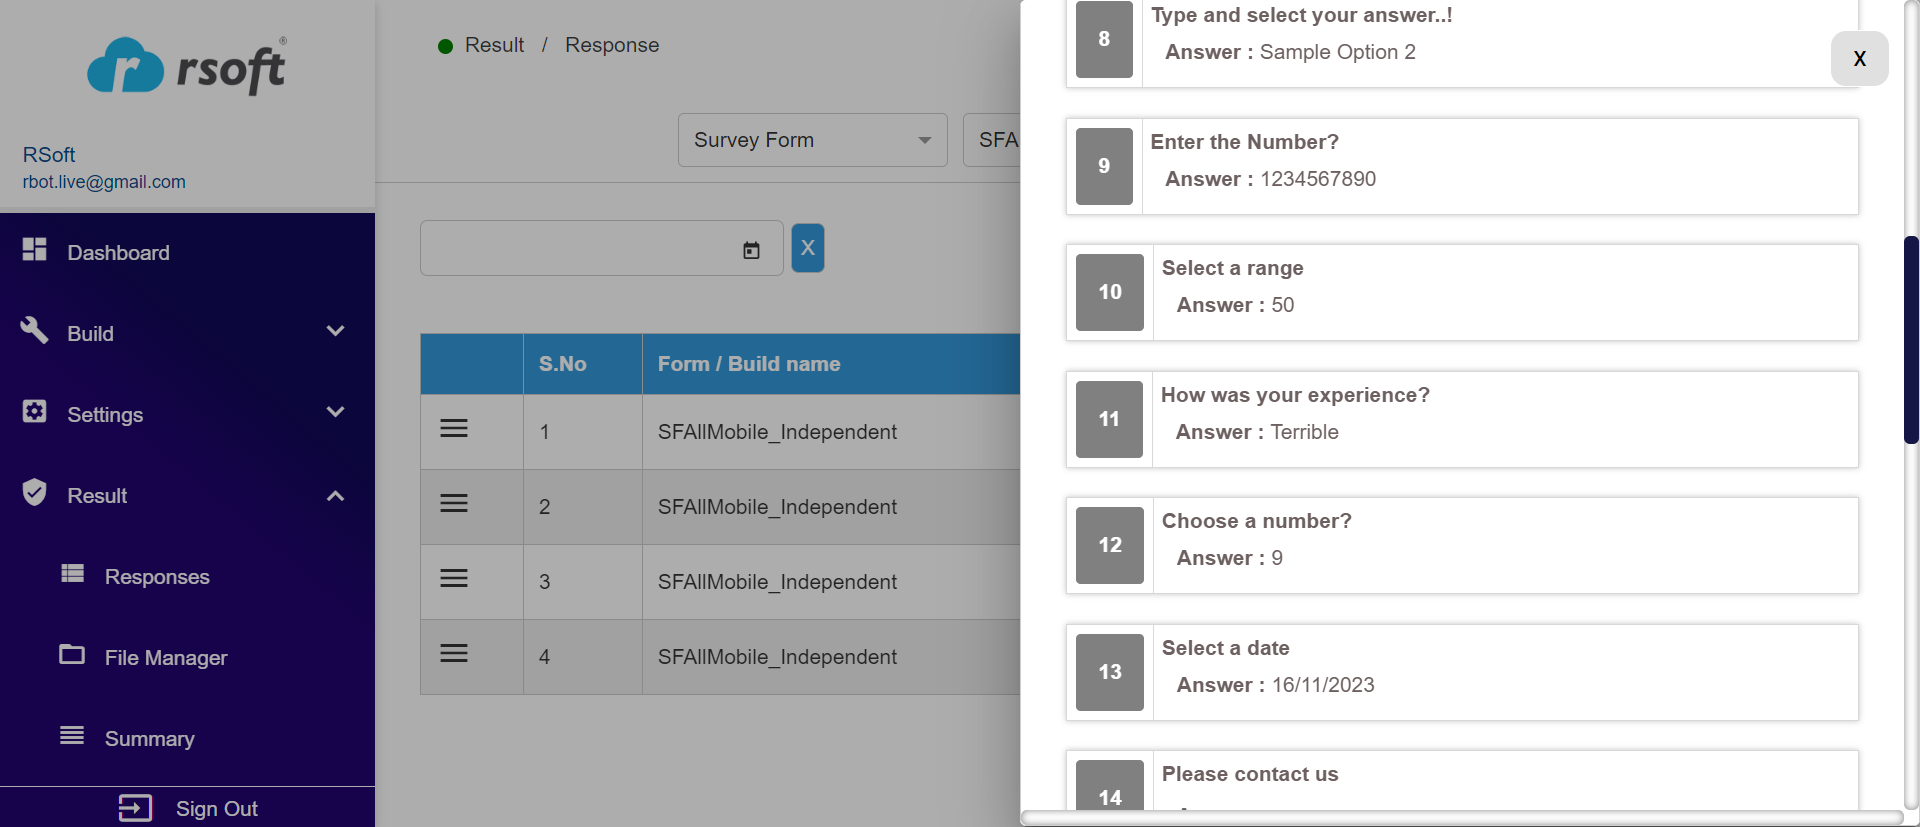 rsoft®
RSoft
rbot.live@gmail.com
Dashboard
Build
Settings
Result
Responses
File Manager
Summary
Sign Out
Result / Response
Survey Form
SFA
X
S.No Form / Build name
1 SFAllMobile_Independent
2 SFAllMobile_Independent
3 SFAllMobile_Independent
4 SFAllMobile_Independent
X
8 Type and select your answer..!
Answer : Sample Option 2
9 Enter the Number?
Answer : 1234567890
10 Select a range
Answer : 50
11 How was your experience?
Answer : Terrible
12 Choose a number?
Answer : 9
13 Select a date
Answer : 16/11/2023
14 Please contact us